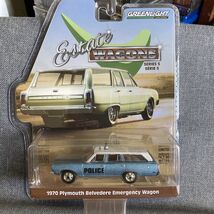 GREENLIGHT
Estate
WAGONS
SERIES 5
SÉRIE 5
POLICE
1970 Plymouth Belvedere Emergency Wagon